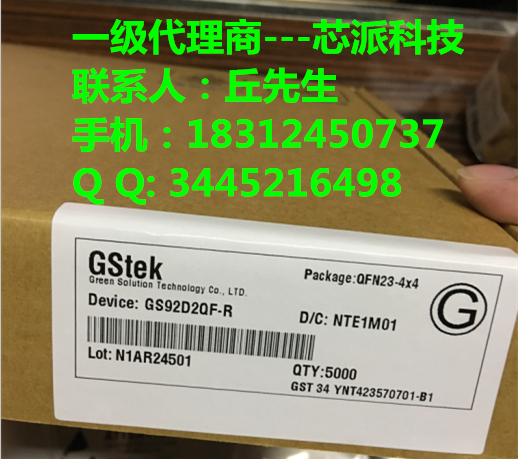 一级代理商---芯派科技
联系人：丘先生
手机：18312450737
Q Q: 3445216498
GStek
Green Solution Technology Co., LTD.
Package:QFN23-4x4
G
Device: GS92D2QF-R
D/C: NTE1M01
Lot: N1AR24501
QTY:5000
GST 34 YNT423570701-B1